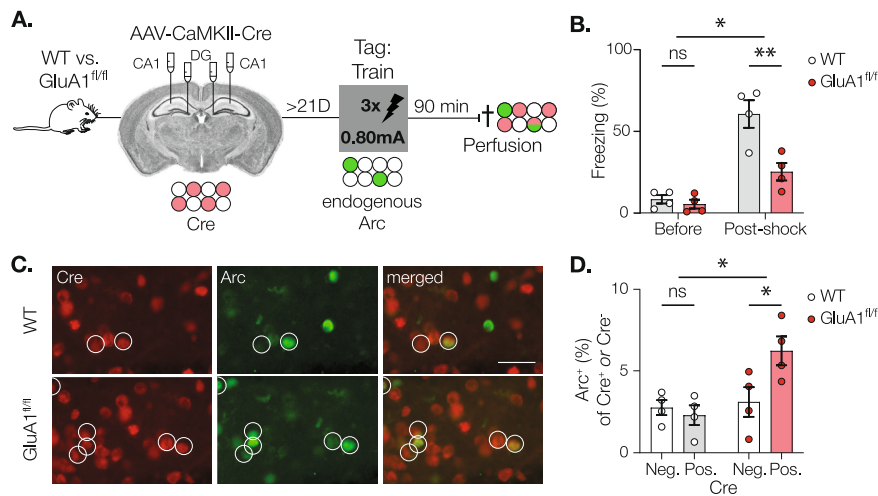 A.
WT vs.
GluA1fl/fl
AAV-CaMKII-Cre
CA1
DG
CA1
Cre
>21D
Tag:
Train
3x
0.80mA
endogenous
Arc
90 min
Perfusion
B.
Freezing (%)
100
50
0
*
ns
**
WT
GluA1fl/fl
Before
Post-shock
C.
Cre
Arc
merged
WT
GluA1fl/fl
D.
Arc+ (%)
of Cre+ or Cre-
10
5
0
*
ns
*
WT
GluA1fl/f
Neg. Pos.
Neg. Pos.
Cre